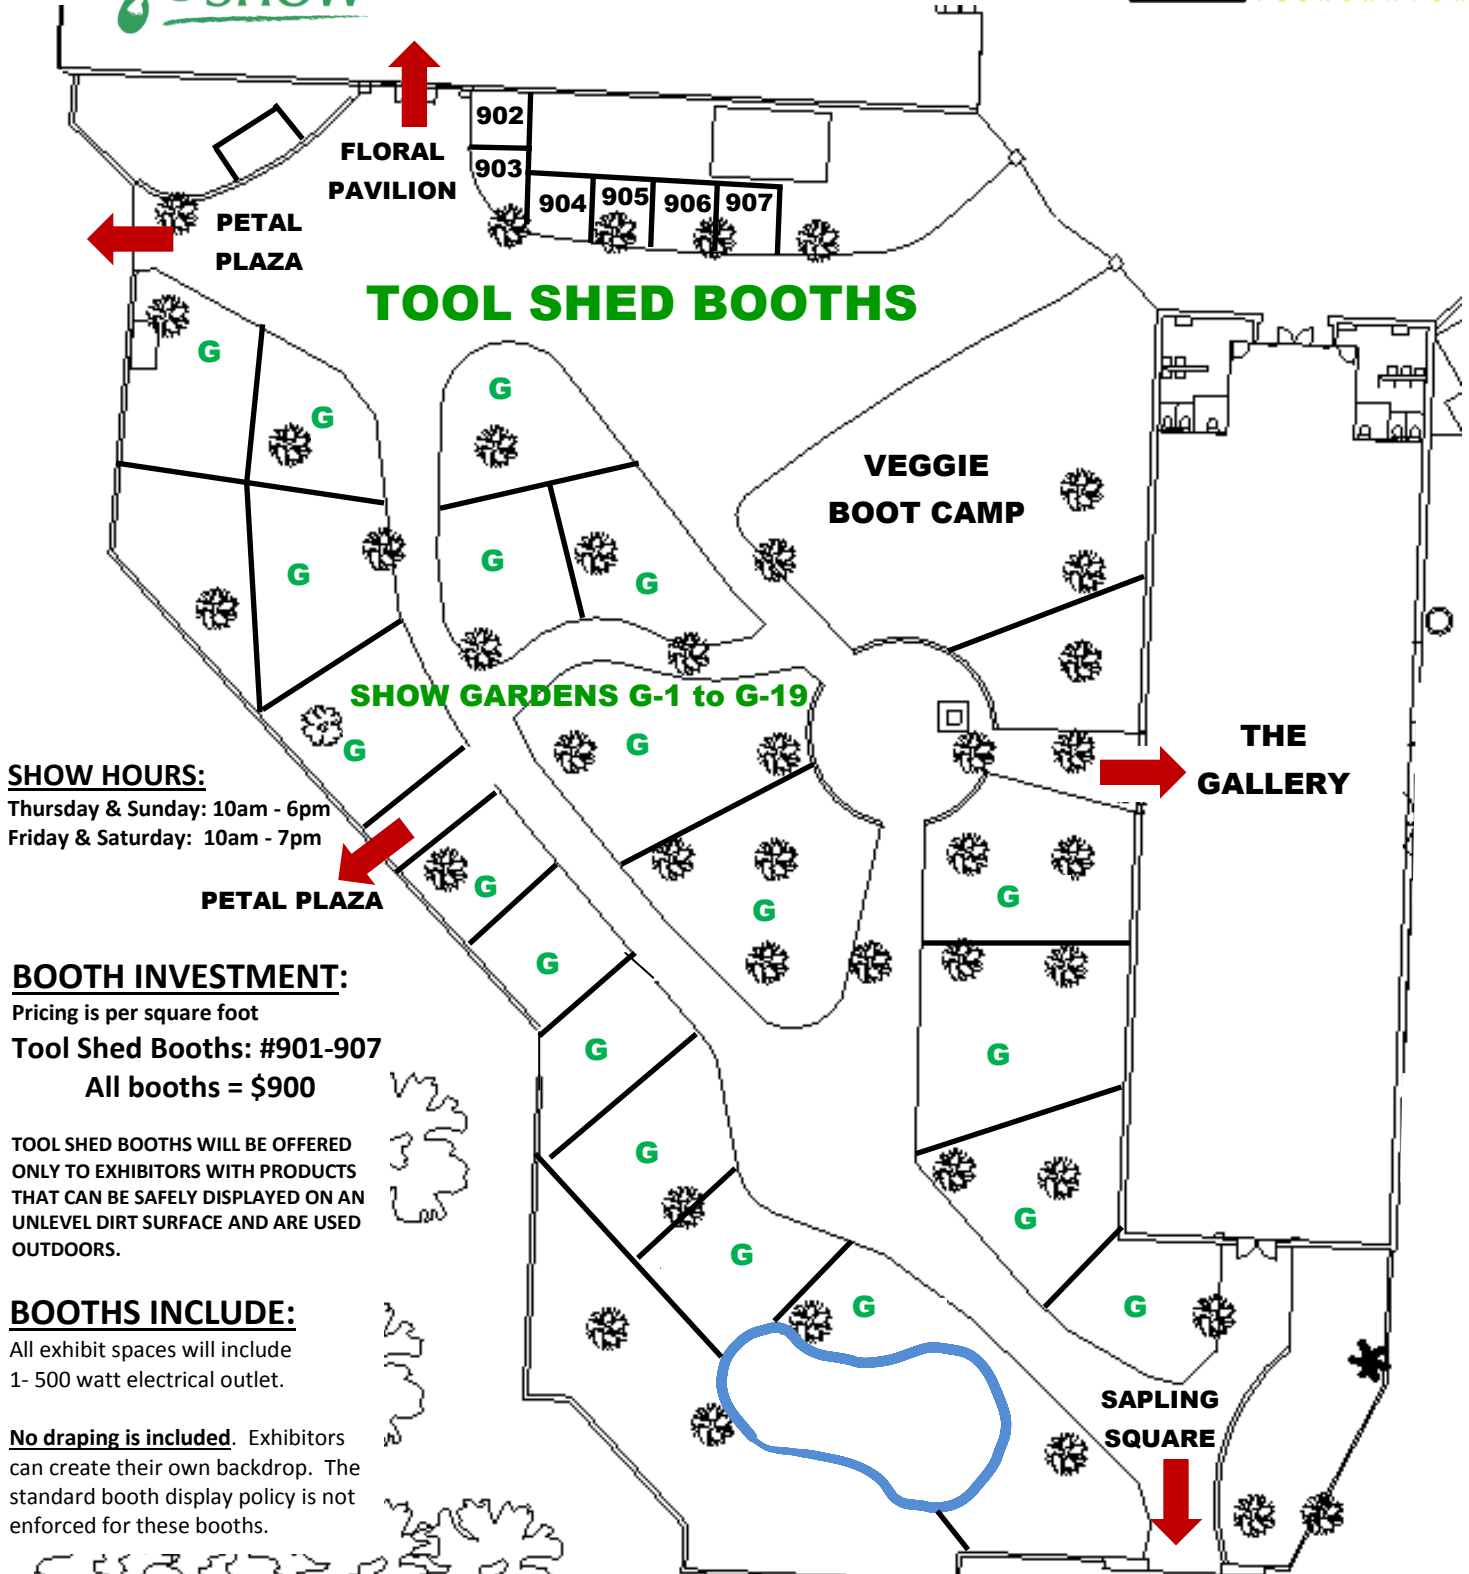 SHOW
902
FLORAL
PAVILION
903
904
905
906
907
PETAL
PLAZA
TOOL SHED BOOTHS
G
G
G
VEGGIE
BOOT CAMP
G
G
G
SHOW GARDENS G-1 to G-19
G
G
THE
GALLERY
SHOW HOURS:
Thursday & Sunday: 10am - 6pm
Friday & Saturday:  10am - 7pm
PETAL PLAZA
G
G
G
G
BOOTH INVESTMENT:
Pricing is per square foot
Tool Shed Booths: #901-907
All booths = $900
G
G
TOOL SHED BOOTHS WILL BE OFFERED
ONLY TO EXHIBITORS WITH PRODUCTS
THAT CAN BE SAFELY DISPLAYED ON AN
UNLEVEL DIRT SURFACE AND ARE USED
OUTDOORS.
G
G
G
G
G
BOOTHS INCLUDE:
All exhibit spaces will include
1- 500 watt electrical outlet.
SAPLING
SQUARE
No draping is included.  Exhibitors
can create their own backdrop.  The
standard booth display policy is not
enforced for these booths.